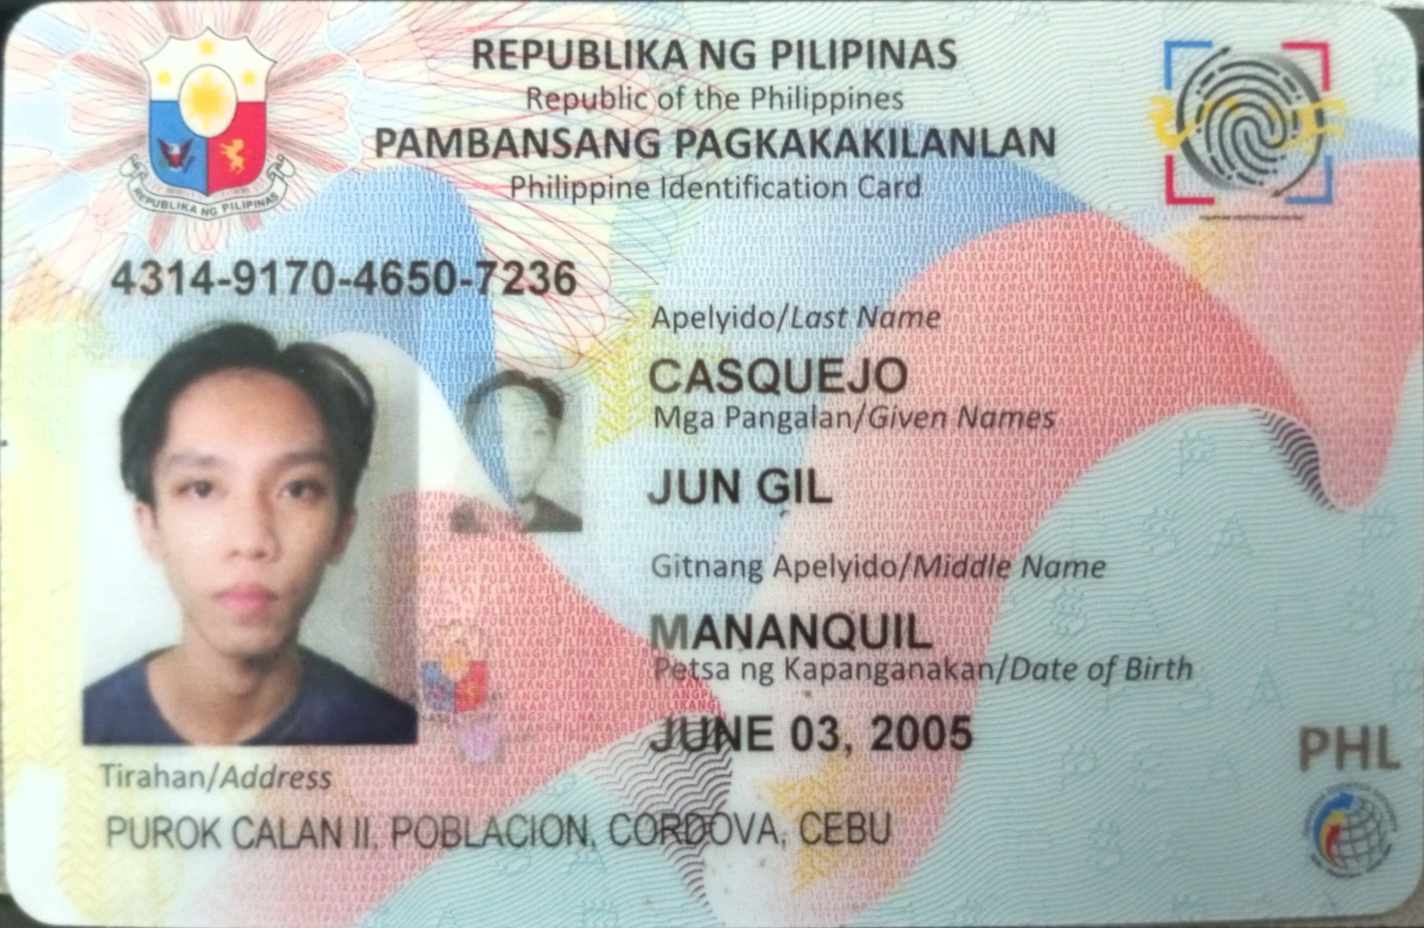 REPUBLIKA NG PILIPINAS
Republic of the Philippines
PAMBANSANG PAGKAKAKILANLAN
Philippine Identification Card
REPUBLIKA NG PILIPINAS
4314-9170-4650-7236
Apelyido/Last Name
CASQUEJO
Mga Pangalan/Given Names
JUN GIL
Gitnang Apelyido/Middle Name
MANANQUIL
Petsa ng Kapanganakan/Date of Birth
JUNE 03, 2005
PHL
Tirahan/Address
PUROK CALAN II, POBLACION, CORDOVA, CEBU